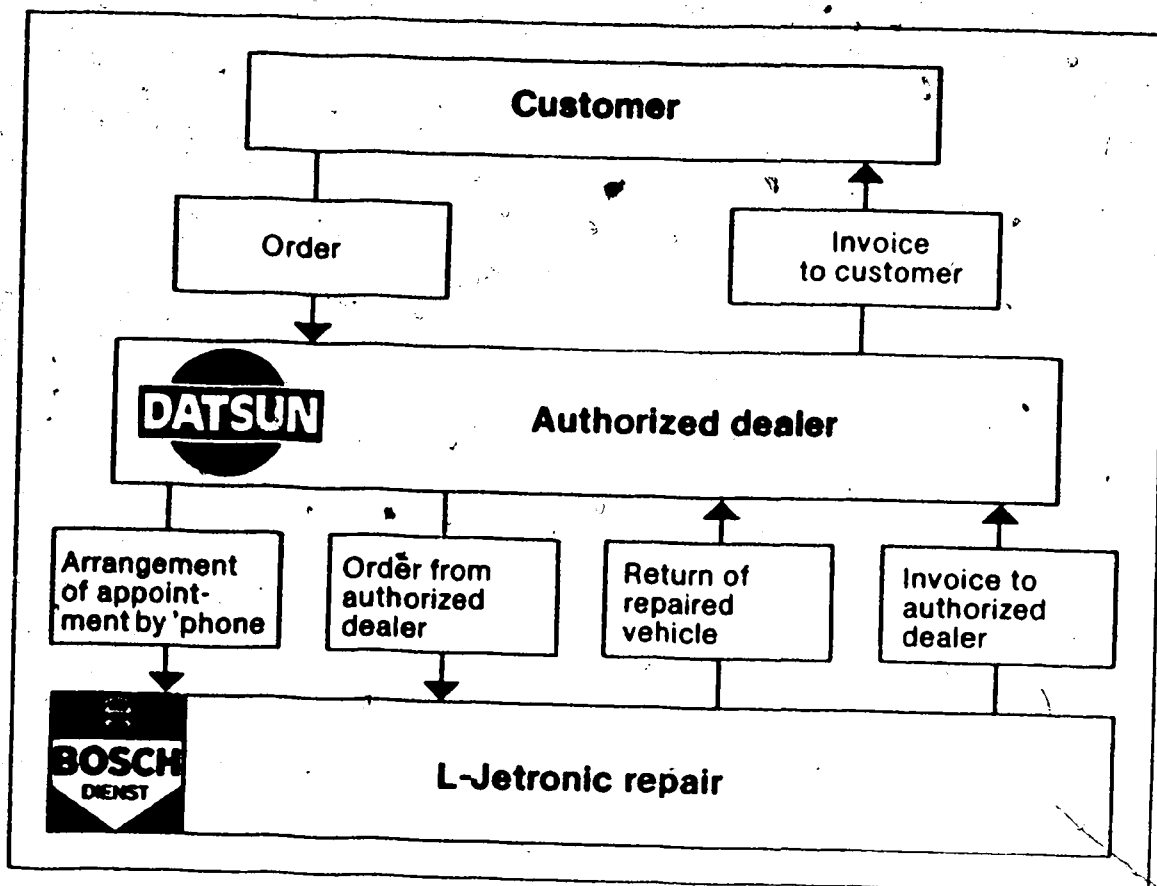 Customer
Order
Invoice
to customer
DATSUN
Authorized dealer
Arrangement
of appoint-
ment by 'phone
Order from
authorized
dealer
Return of
repaired
vehicle
Invoice to
authorized
dealer
BOSCH
DIENST
L-Jetronic repair